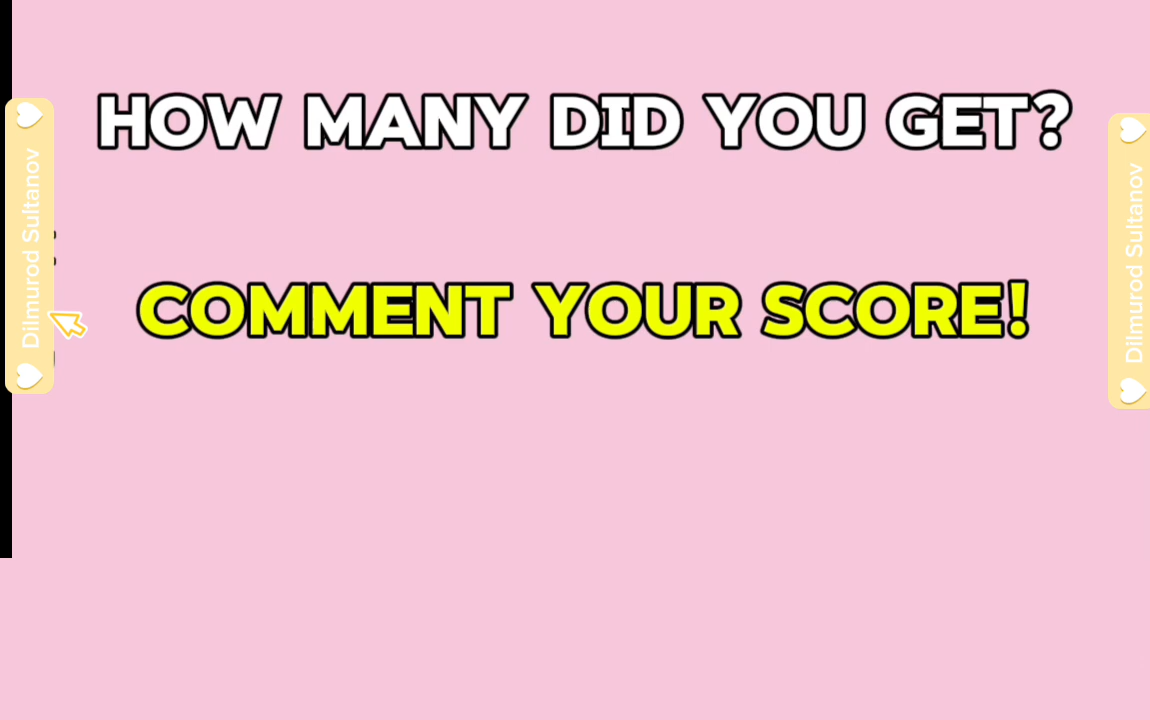 HOW MANY DID YOU GET?
COMMENT YOUR SCORE!
Dilmurod Sultanov
Dilmurod Sultanov